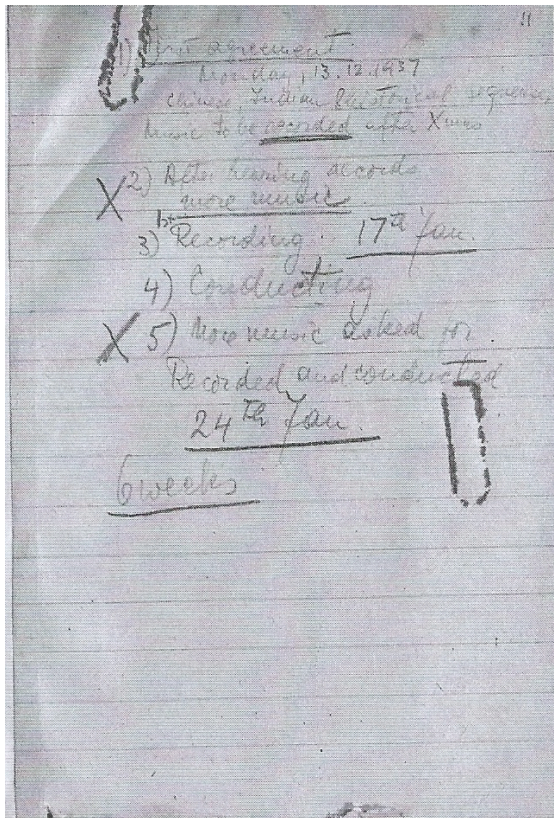 11
1) First agreement
Monday, 13.12.1937
Chinese, Indian & historical sequences
Music to be recorded after Xmas
X 2) After hearing records
more music
1st
3) Recording 17th Jan
4) Conducting
X 5) More music asked for
Recorded and conducted
24th Jan.
6 weeks